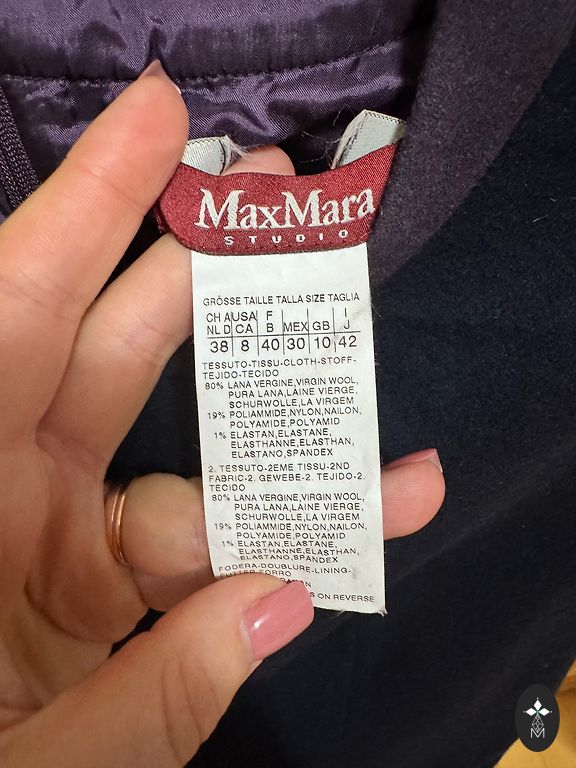 MaxMara
STUDIO
GRÖSSE TAILLE TALLA SIZE TAGLIA
CH A USA F I
NL D CA B MEX GB J
38 8 40 30 10 42
TESSUTO-TISSU-CLOTH-STOFF-
TEJIDO-TECIDO
80% LANA VERGINE,VIRGIN WOOL,
PURA LANA,LAINE VIERGE,
SCHURWOLLE,LA VIRGEM
19% POLIAMMIDE,NYLON,NAILON,
POLYAMIDE,POLYAMID
1% ELASTAN,ELASTANE,
ELASTHANNE,ELASTHAN,
ELASTANO,SPANDEX
2. TESSUTO-2EME TISSU-2ND
FABRIC-2. GEWEBE-2. TEJIDO-2.
TECIDO
80% LANA VERGINE,VIRGIN WOOL,
PURA LANA,LAINE VIERGE,
SCHURWOLLE,LA VIRGEM
19% POLIAMMIDE,NYLON,NAILON,
POLYAMIDE,POLYAMID
1% ELASTAN,ELASTANE,
ELASTHANNE,ELASTHAN,
ELASTANO,SPANDEX
FODERA-DOUBLURE-LINING-
ON REVERSE
M